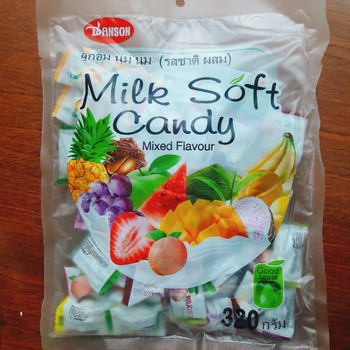 DANSON
ลูกอม นม นม (รสชาติ ผสม)
Milk Soft
Candy
Mixed Flavour
Good
taste
320 กรัม